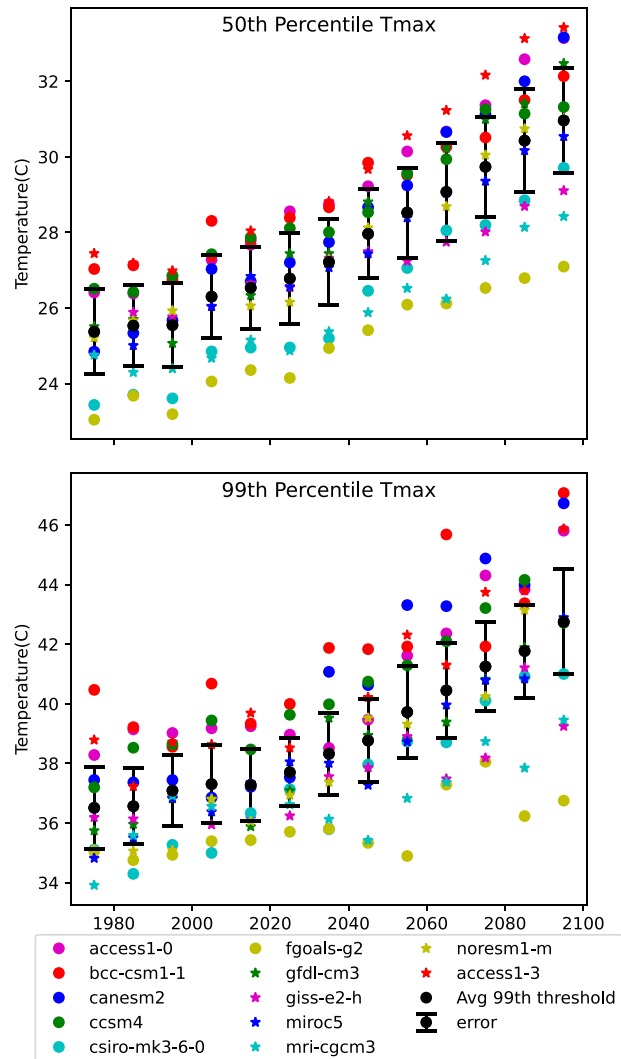 50th Percentile Tmax
Temperature(C)
32
30
28
26
24
99th Percentile Tmax
Temperature(C)
46
44
42
40
38
36
34
1980 2000 2020 2040 2060 2080 2100
access1-0 fgoals-g2 noresm1-m
bcc-csm1-1 gfdl-cm3 access1-3
canesm2 giss-e2-h Avg 99th threshold
ccsm4 miroc5 error
csiro-mk3-6-0 mri-cgcm3